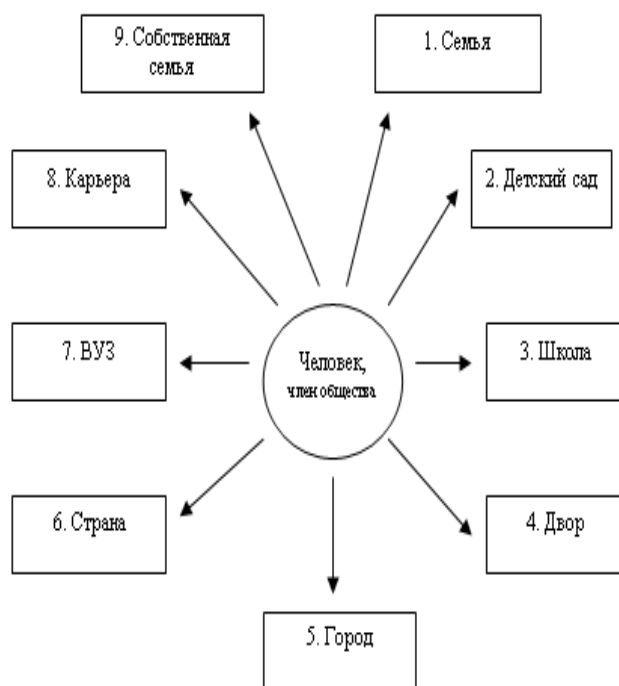 9. Собственная
семья
1. Семья
8. Карьера
2. Детский сад
7. ВУЗ
Человек,
член общества
3. Школа
6. Страна
4. Двор
5. Город